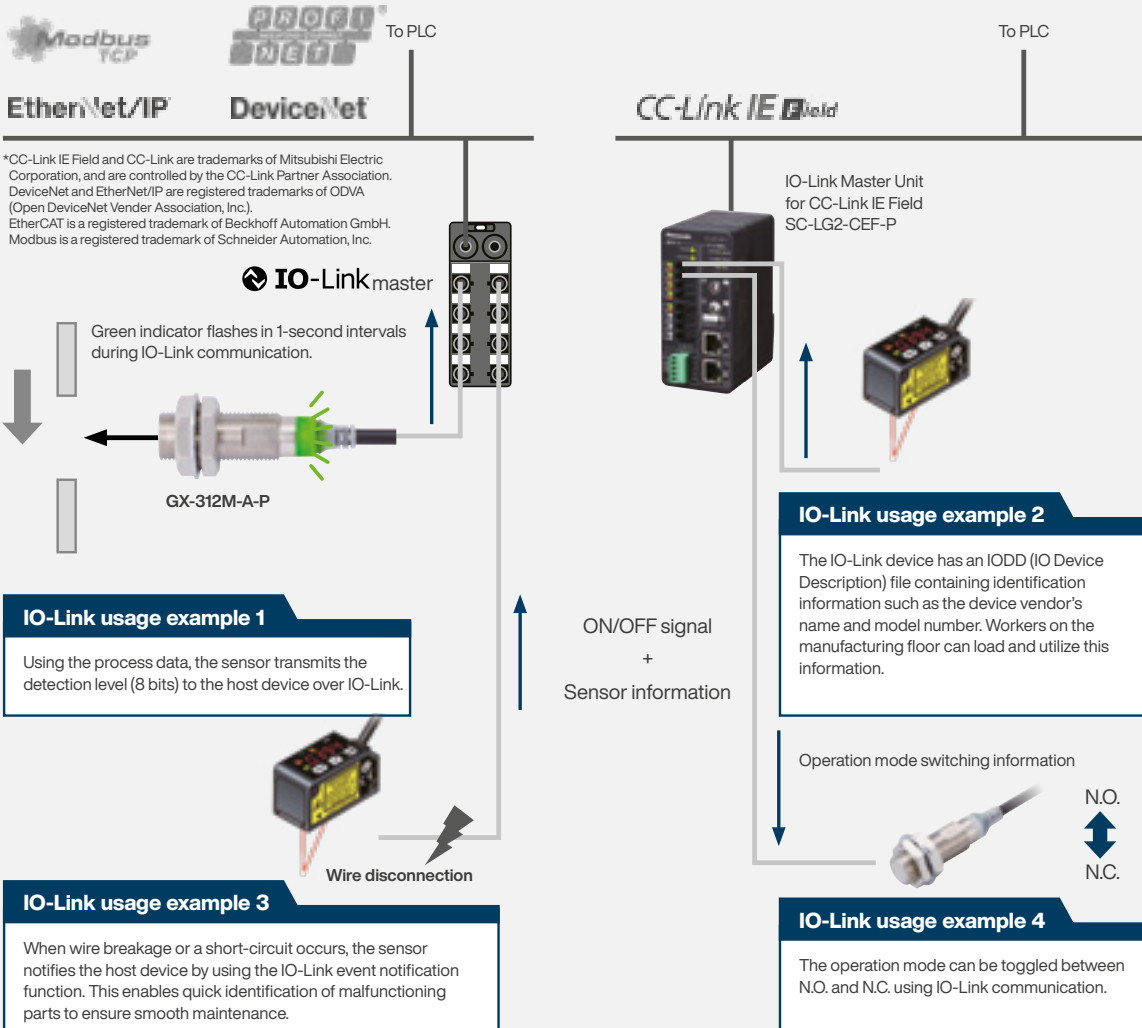 Modbus
TCP
PROFI
NET
To PLC
EtherNet/IP
DeviceNet
*CC-Link IE Field and CC-Link are trademarks of Mitsubishi Electric
Corporation, and are controlled by the CC-Link Partner Association.
DeviceNet and EtherNet/IP are registered trademarks of ODVA
(Open DeviceNet Vender Association, Inc.).
EtherCAT is a registered trademark of Beckhoff Automation GmbH.
Modbus is a registered trademark of Schneider Automation, Inc.
IO-Link master
Green indicator flashes in 1-second intervals
during IO-Link communication.
GX-312M-A-P
IO-Link usage example 1
Using the process data, the sensor transmits the
detection level (8 bits) to the host device over IO-Link.
Wire disconnection
IO-Link usage example 3
When wire breakage or a short-circuit occurs, the sensor
notifies the host device by using the IO-Link event notification
function. This enables quick identification of malfunctioning
parts to ensure smooth maintenance.
ON/OFF signal
+
Sensor information
To PLC
CC-Link IE Field
IO-Link Master Unit
for CC-Link IE Field
SC-LG2-CEF-P
IO-Link usage example 2
The IO-Link device has an IODD (IO Device
Description) file containing identification
information such as the device vendor's
name and model number. Workers on the
manufacturing floor can load and utilize this
information.
Operation mode switching information
N.O.
N.C.
IO-Link usage example 4
The operation mode can be toggled between
N.O. and N.C. using IO-Link communication.